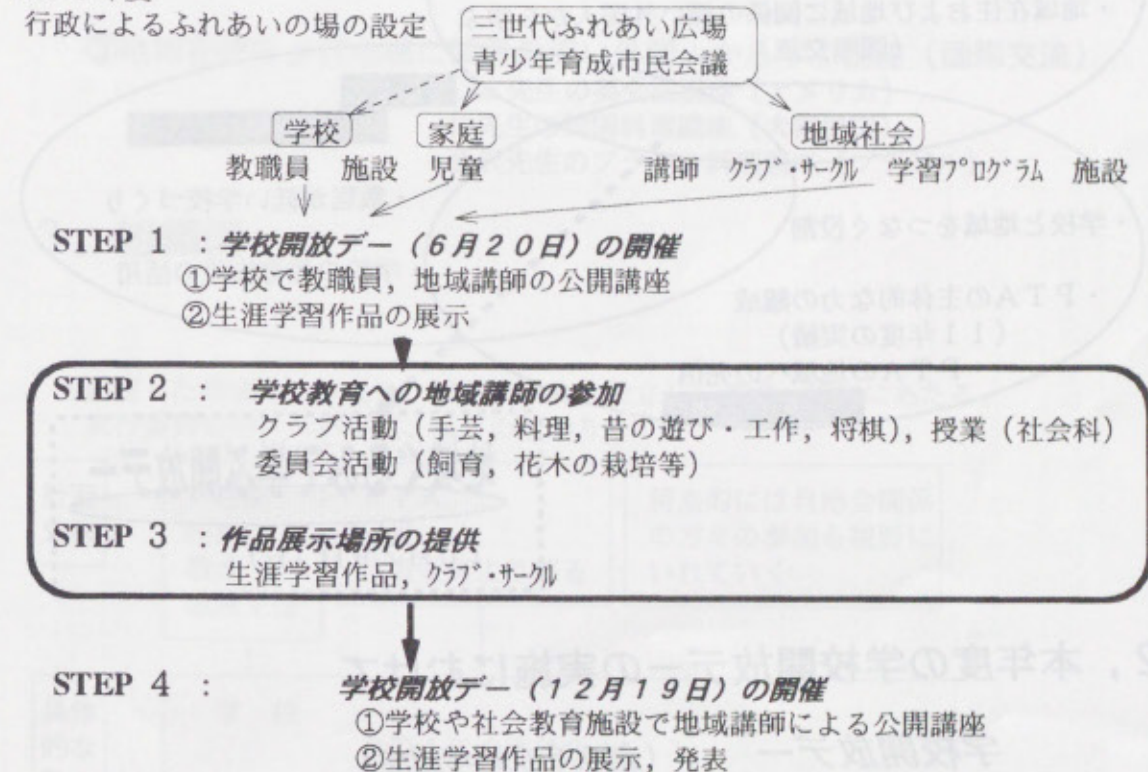 行政によるふれあいの場の設定
三世代ふれあい広場
青少年育成市民会議
学校 家庭 地域社会
教職員 施設 児童 講師 クラブ・サークル 学習プログラム 施設
STEP 1 : 学校開放デー（6月20日）の開催
①学校で教職員，地域講師の公開講座
②生涯学習作品の展示
STEP 2 : 学校教育への地域講師の参加
クラブ活動（手芸，料理，昔の遊び・工作，将棋），授業（社会科）
委員会活動（飼育，花木の栽培等）
STEP 3 : 作品展示場所の提供
生涯学習作品，クラブ・サークル
STEP 4 : 学校開放デー（12月19日）の開催
①学校や社会教育施設で地域講師による公開講座
②生涯学習作品の展示，発表